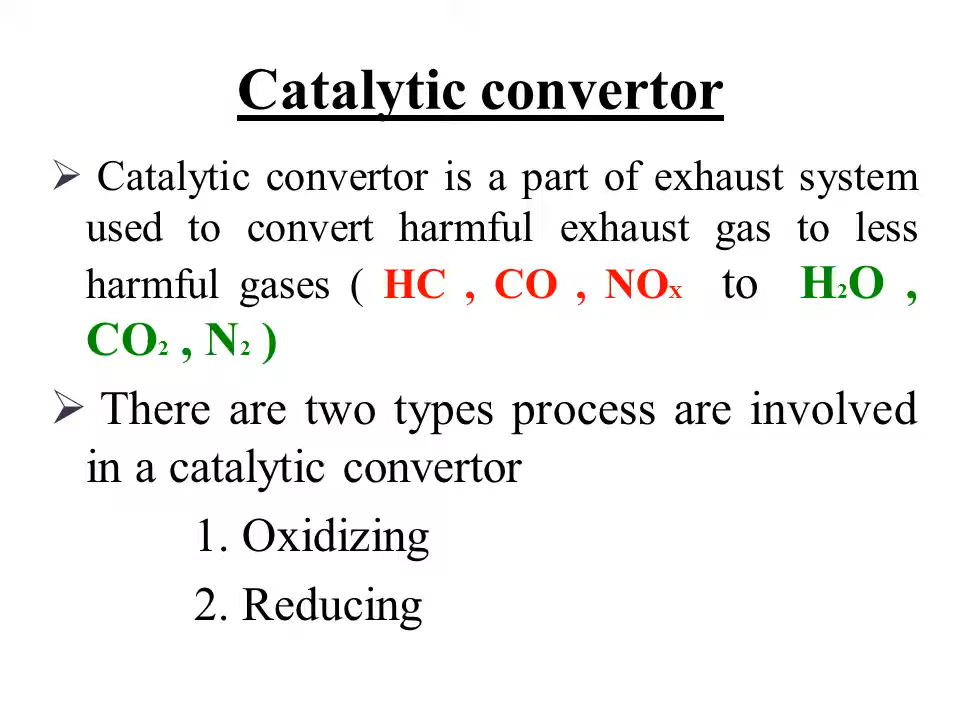 Catalytic convertor
➢ Catalytic convertor is a part of exhaust system
used to convert harmful exhaust gas to less
harmful gases ( HC , CO , NOx to H₂O ,
CO₂ , N₂ )
➢ There are two types process are involved
in a catalytic convertor
1. Oxidizing
2. Reducing